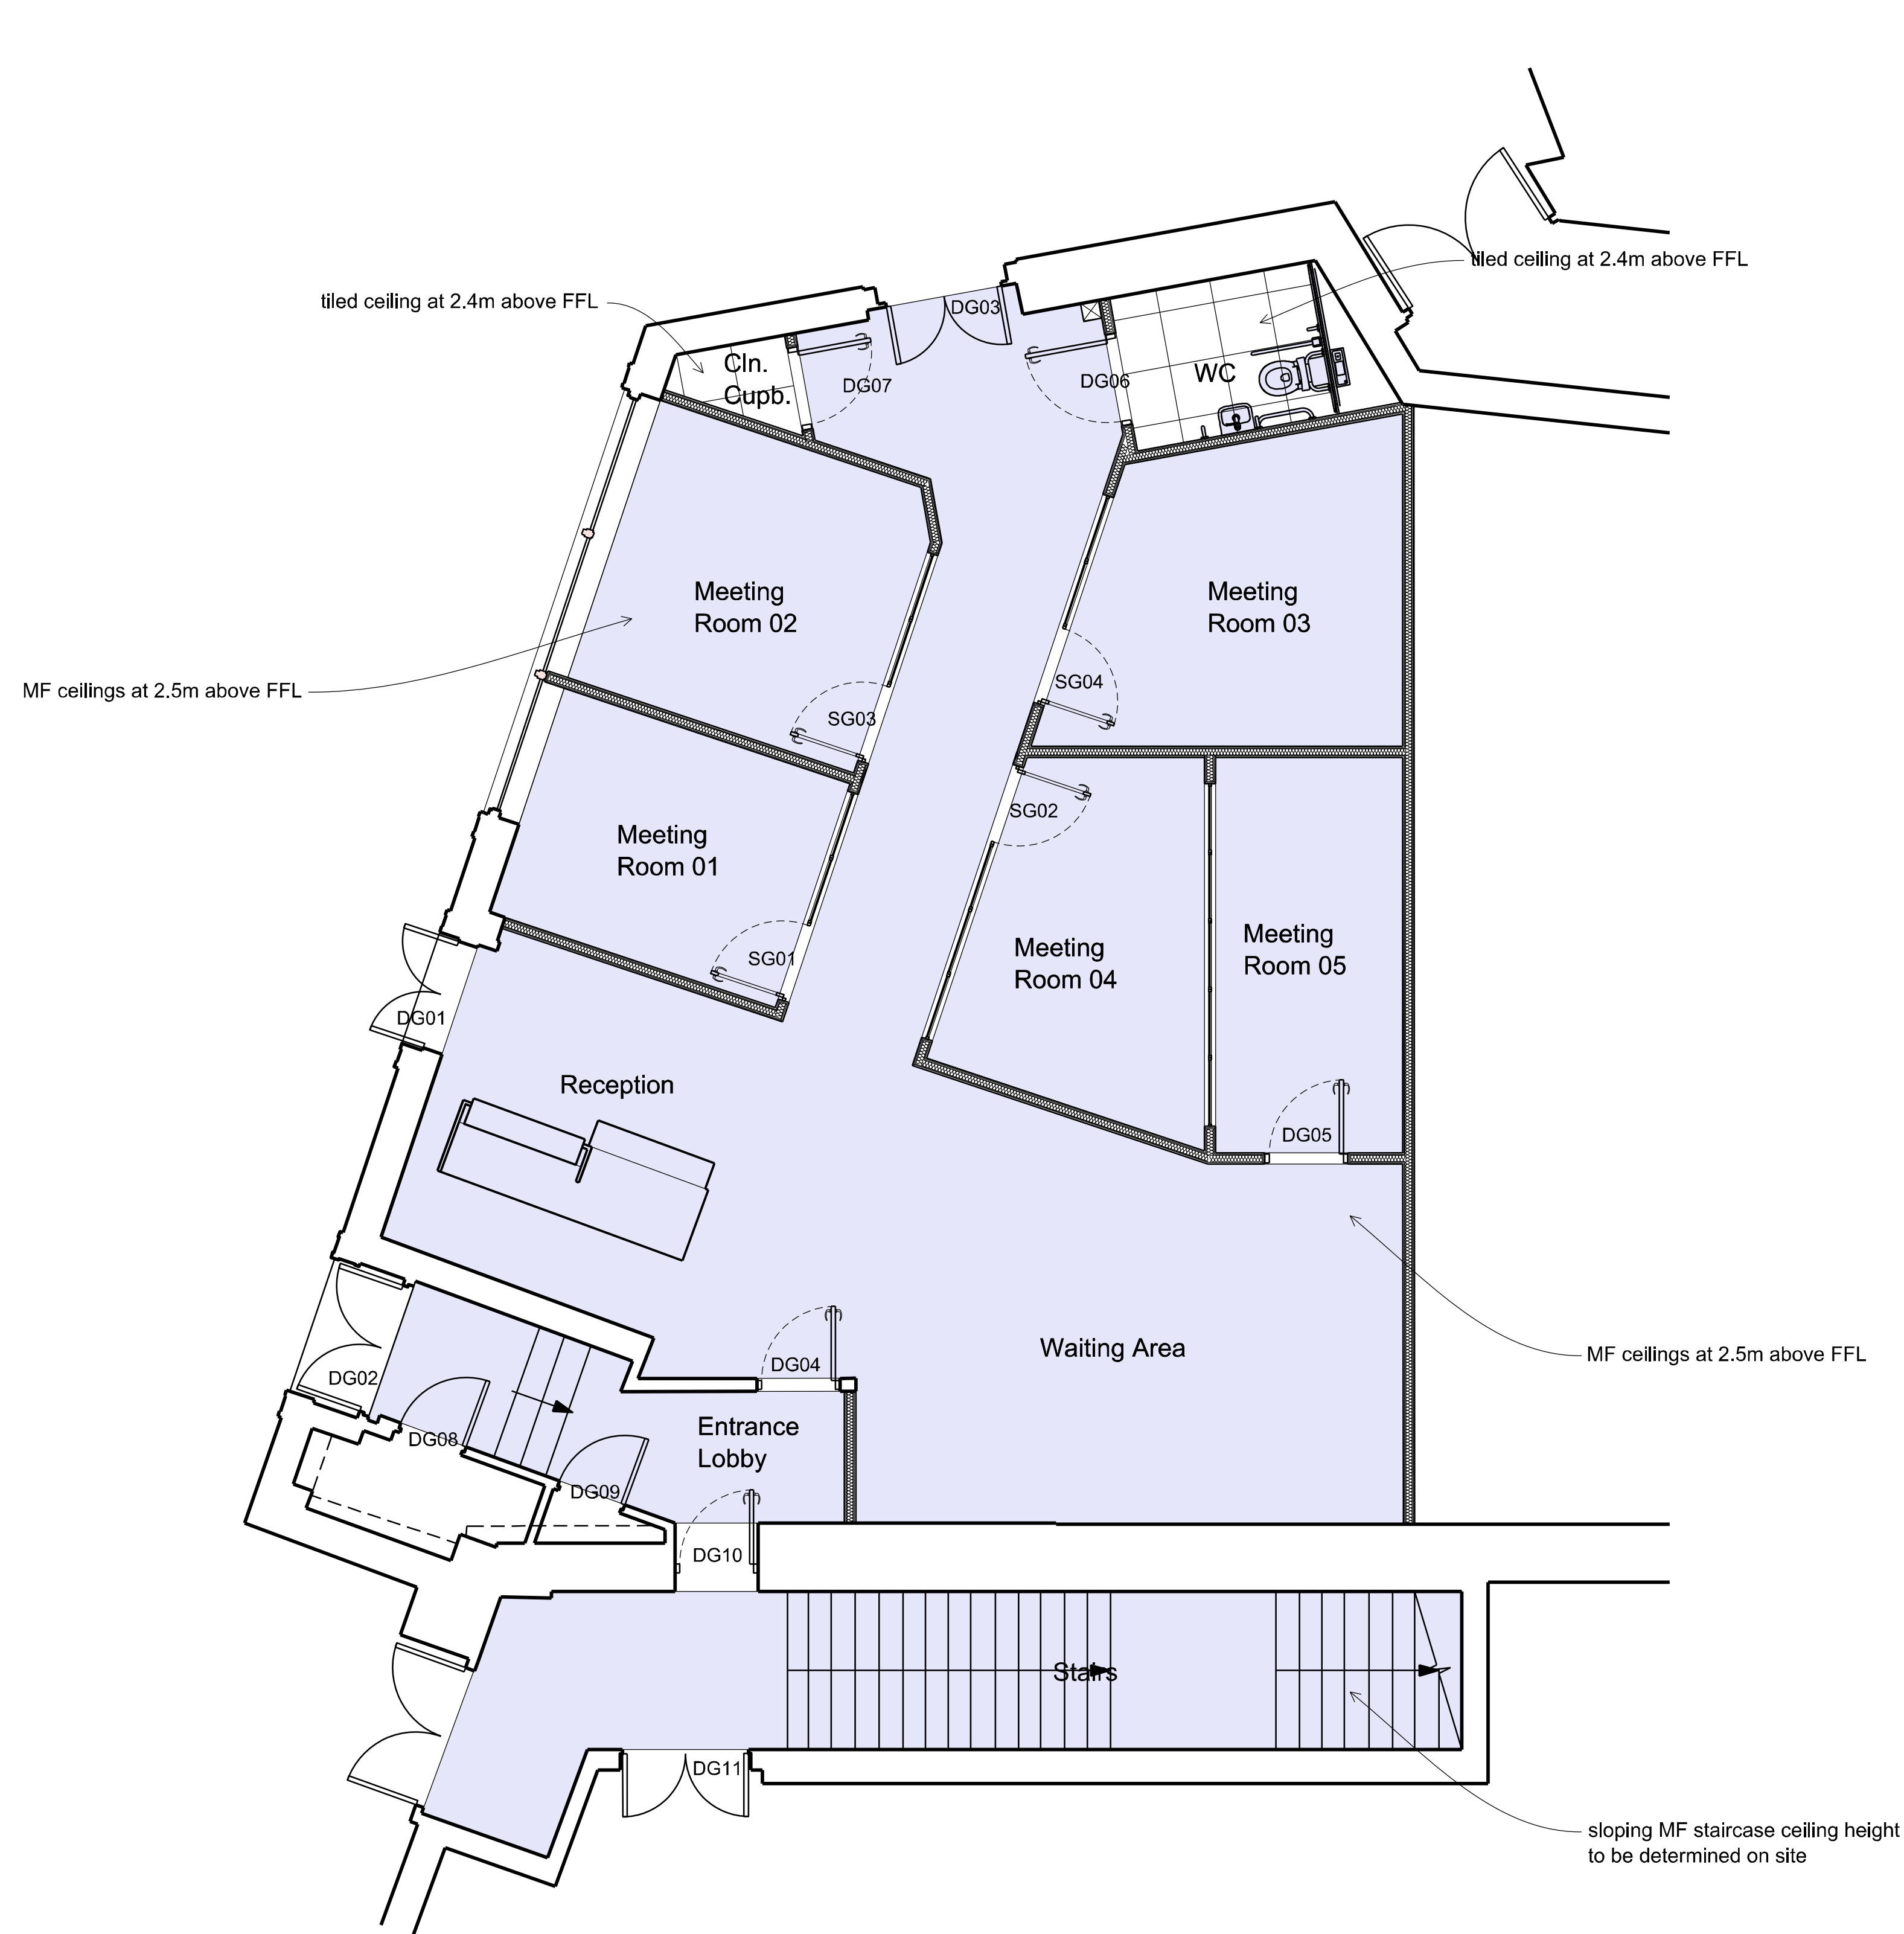 tiled ceiling at 2.4m above FFL
tiled ceiling at 2.4m above FFL
DG03
Cln.
Cupb.
DG07
DG06
WC
Meeting
Room 02
Meeting
Room 03
MF ceilings at 2.5m above FFL
SG04
SG03
SG02
Meeting
Room 01
Meeting
Room 04
Meeting
Room 05
SG01
DG01
Reception
DG05
Waiting Area
MF ceilings at 2.5m above FFL
DG04
DG02
Entrance
Lobby
DG08
DG09
DG10
Stairs
DG11
sloping MF staircase ceiling height
to be determined on site